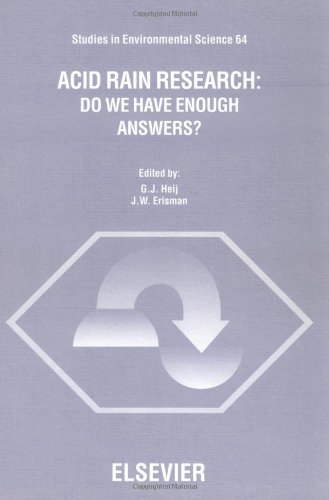 Studies in Environmental Science 64
ACID RAIN RESEARCH:
DO WE HAVE ENOUGH
ANSWERS?
Edited by:
G.J. Heij
J.W. Erisman
ELSEVIER